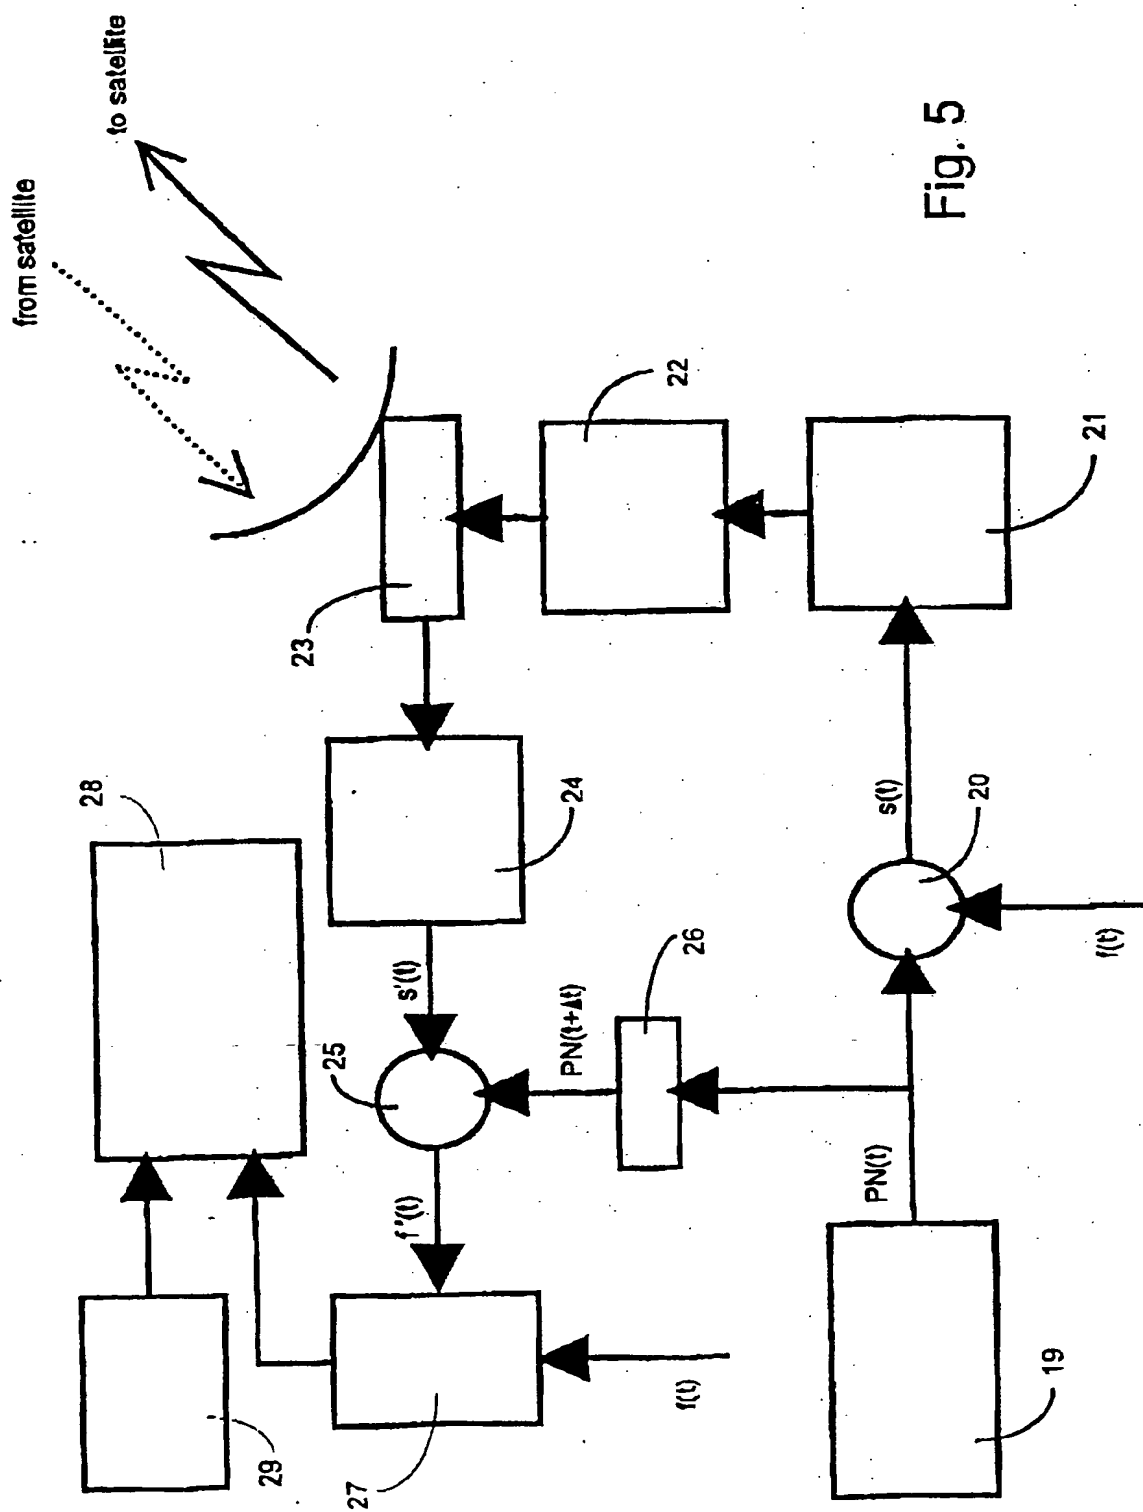 from satellite
28
to satellite
29
23
25
27
f"(t)
s'(t)
PN(t+Δt)
24
f(t)
26
22
PN(t)
s(t)
Fig. 5
20
19
f(t)
21